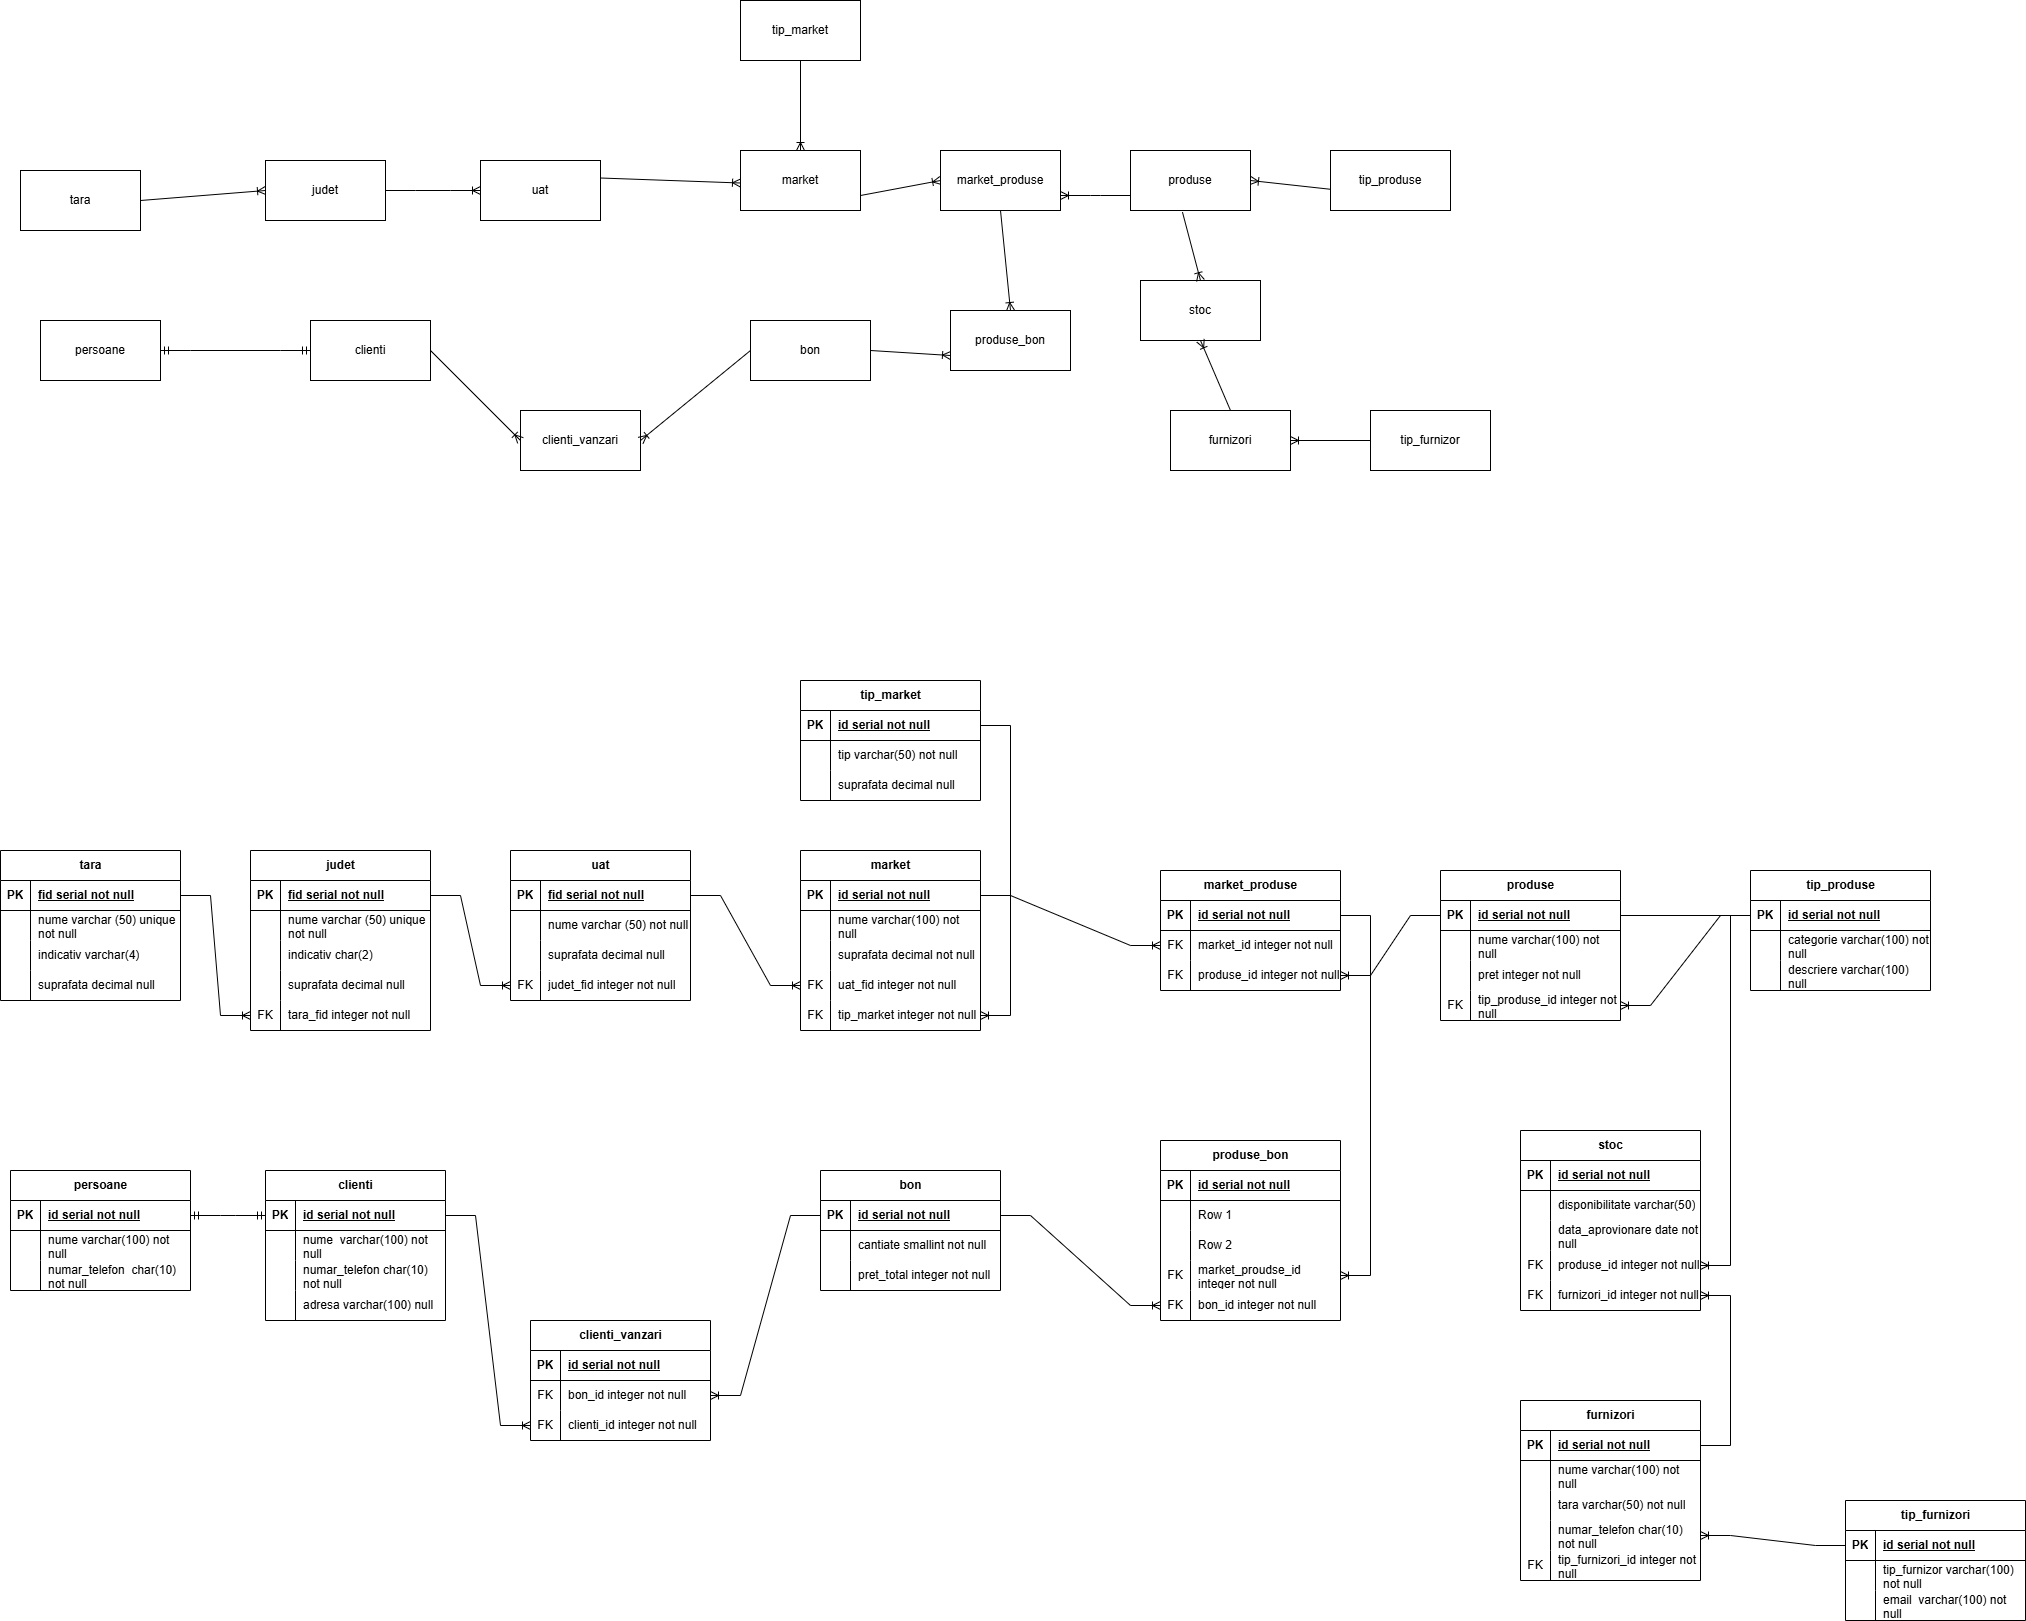 tip_market
tara
judet
uat
market
market_produse
produse
tip_produse
stoc
persoane
clienti
bon
produse_bon
clienti_vanzari
furnizori
tip_furnizor
tip_market
PK id serial not null
tip varchar(50) not null
suprafata decimal null
tara
PK fid serial not null
nume varchar (50) unique
not null
indicativ varchar(4)
suprafata decimal null
judet
PK fid serial not null
nume varchar (50) unique
not null
indicativ char(2)
suprafata decimal null
FK tara_fid integer not null
uat
PK fid serial not null
nume varchar (50) not null
suprafata decimal null
FK judet_fid integer not null
market
PK id serial not null
nume varchar(100) not
null
suprafata decimal not null
FK uat_fid integer not null
FK tip_market integer not null
market_produse
PK id serial not null
FK market_id integer not null
FK produse_id integer not null
produse
PK id serial not null
nume varchar(100) not
null
pret integer not null
FK tip_produse_id integer not
null
tip_produse
PK id serial not null
categorie varchar(100) not
null
descriere varchar(100)
null
persoane
PK id serial not null
nume varchar(100) not
null
numar_telefon char(10)
not null
clienti
PK id serial not null
nume varchar(100) not
null
numar_telefon char(10)
not null
adresa varchar(100) null
clienti_vanzari
PK id serial not null
FK bon_id integer not null
FK clienti_id integer not null
bon
PK id serial not null
cantiate smallint not null
pret_total integer not null
produse_bon
PK id serial not null
Row 1
Row 2
FK market_proudse_id
integer not null
FK bon_id integer not null
stoc
PK id serial not null
disponibilitate varchar(50)
data_aprovionare date not
null
FK produse_id integer not null
FK furnizori_id integer not null
furnizori
PK id serial not null
nume varchar(100) not
null
tara varchar(50) not null
numar_telefon char(10)
not null
FK tip_furnizori_id integer not
null
tip_furnizori
PK id serial not null
tip_furnizor varchar(100)
not null
email varchar(100) not
null